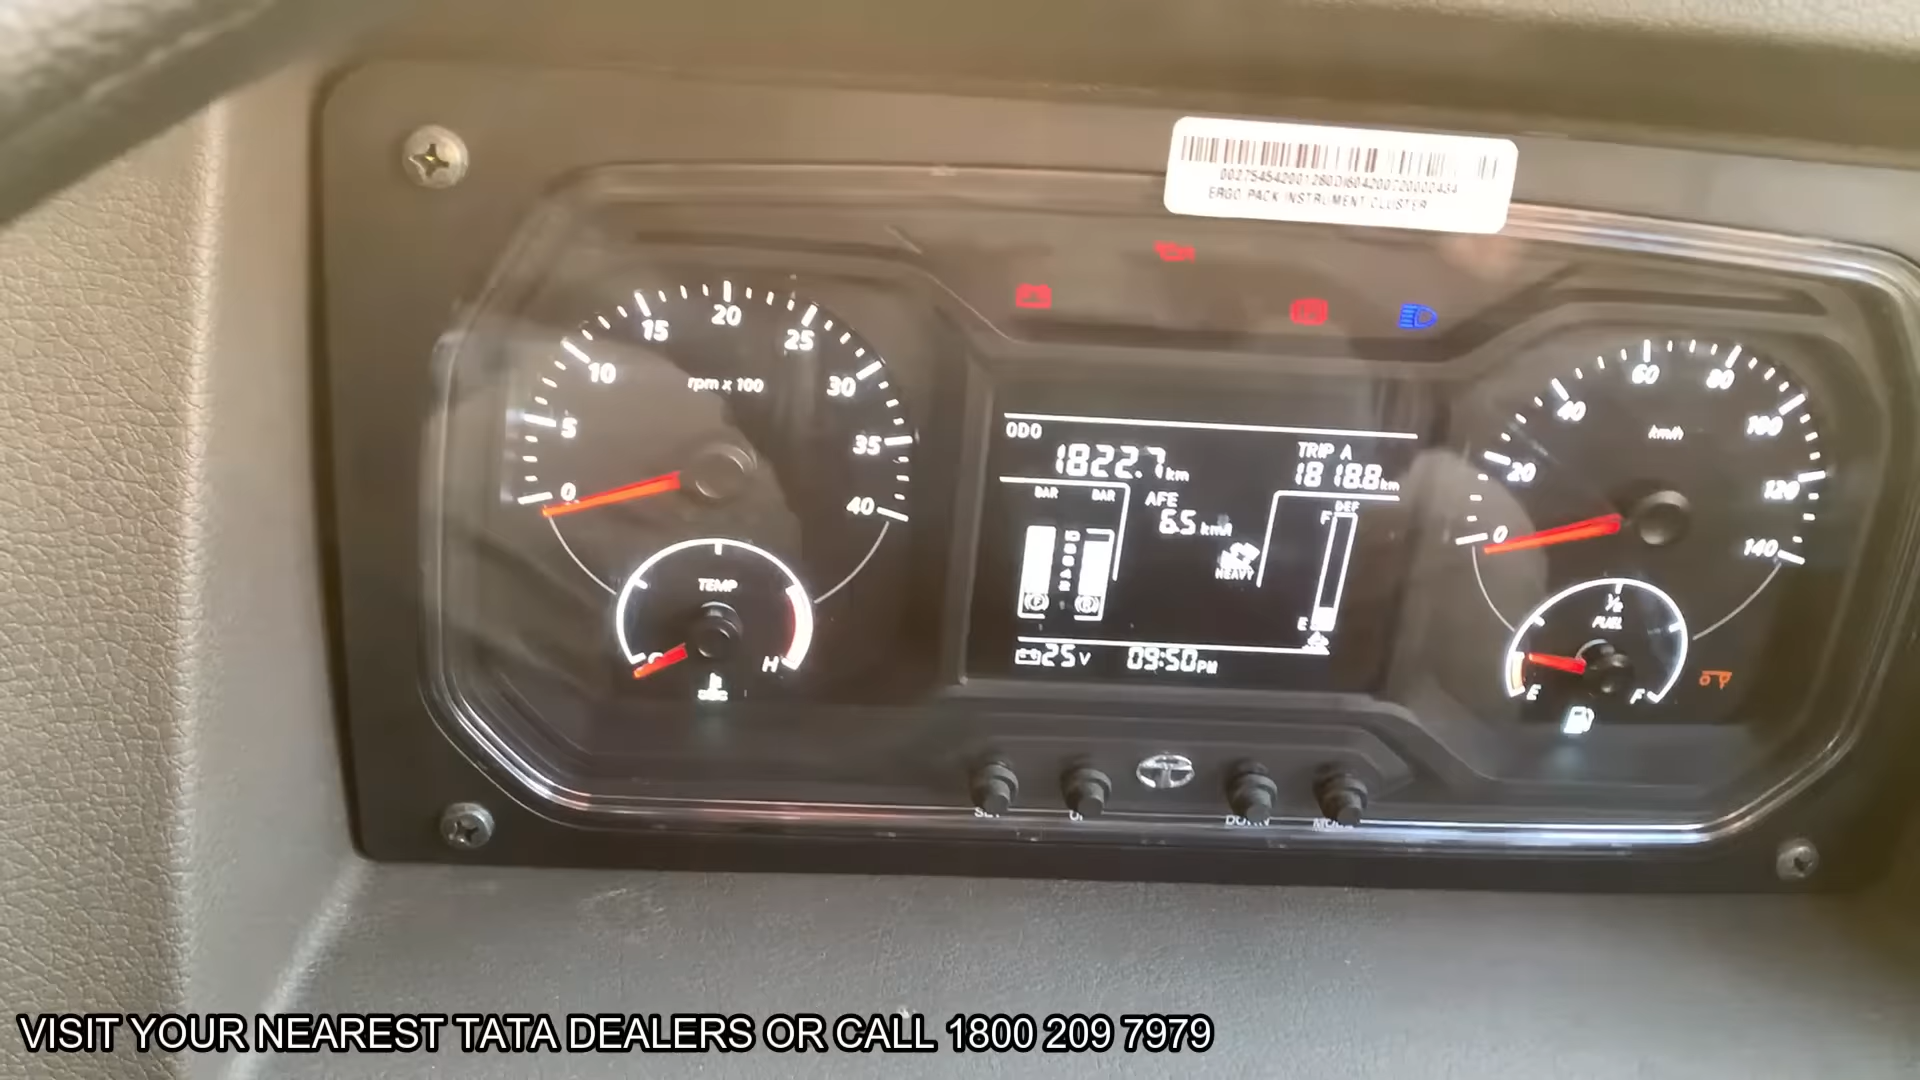 ERGO PACK INSTRUMENT CLUSTER
0 5 10 15 20 25 30 35 40
rpm x 100
TEMP
H
ODO
1822.7 km
TRIP A
1818.8 km
BAR BAR
AFE
6.5 km/l
HEAVY
DEF
F
E
25 V 09:50 PM
0 20 40 60 80 100 120 140
km/h
1/2
FUEL
E F
DOWN
VISIT YOUR NEAREST TATA DEALERS OR CALL 1800 209 7979